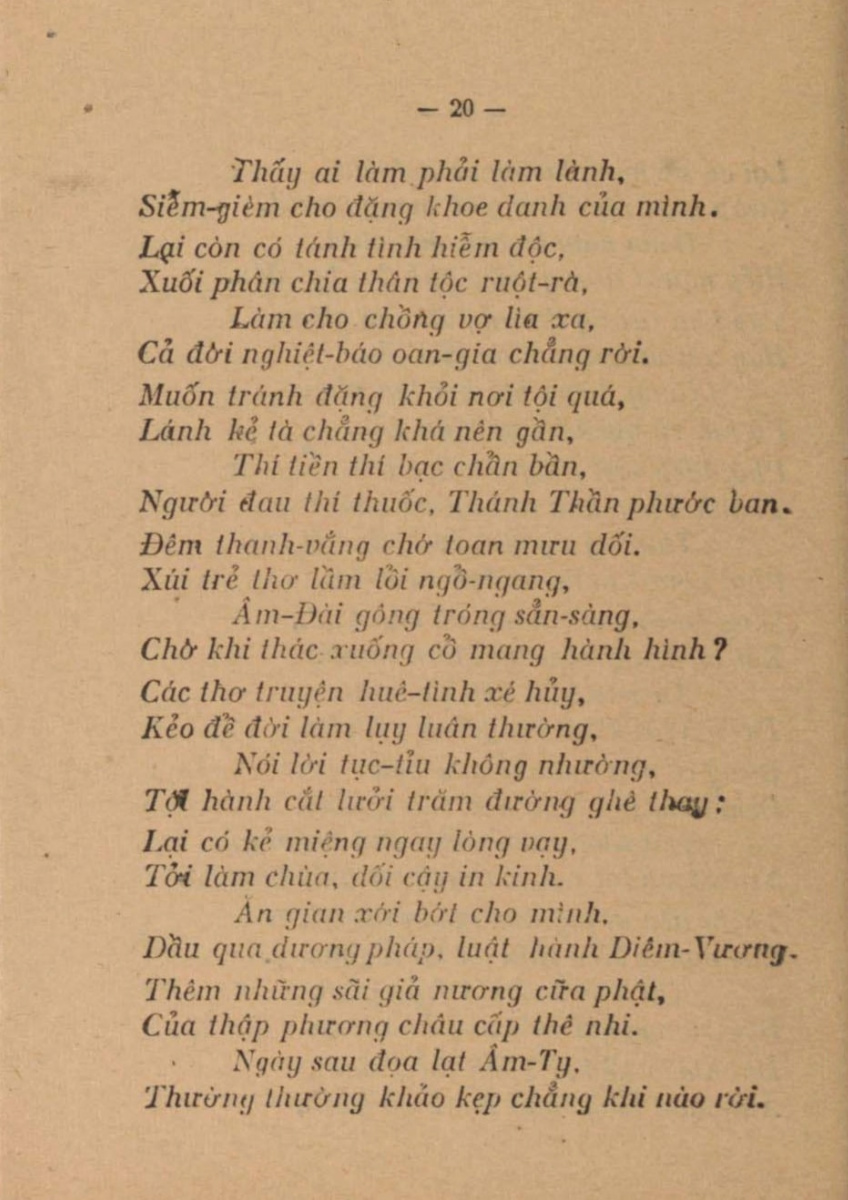 — 20 —
Thấy ai làm phải làm lành,
Siễm-gièm cho đặng khoe danh của mình.
Lại còn có tánh tình hiễm độc,
Xuối phân chia thân tộc ruột-rà,
Làm cho chồng vợ lìa xa,
Cả đời nghiệt-báo oan-gia chẳng rời.
Muốn tránh đặng khỏi nơi tội quá,
Lánh kẻ tà chẳng khá nên gần,
Thí tiền thí bạc chẩn bần,
Người đau thí thuốc, Thánh Thần phước ban.
Đêm thanh-vắng chớ toan mưu dối.
Xúi trẻ thơ lầm lỗi ngỗ-ngang,
Âm-Đài gông tróng sẳn-sàng,
Chờ khi thác xuống cổ mang hành hình?
Các thơ truyện huê-tình xé hủy,
Kẻo để đời làm lụy luân thường,
Nói lời tục-tỉu không nhường,
Tội hành cắt lưởi trăm đường ghê thay;
Lại có kẻ miệng ngay lòng vạy,
Tới làm chùa, dối cậy in kinh.
Ăn gian xới bớt cho mình,
Dầu qua dương pháp, luật hành Diêm-Vương.
Thêm những sãi giả nương cữa phật,
Của thập phương châu cấp thê nhi.
Ngày sau đọa lạt Âm-Ty,
Thường thường khảo kẹp chẳng khi nào rời.